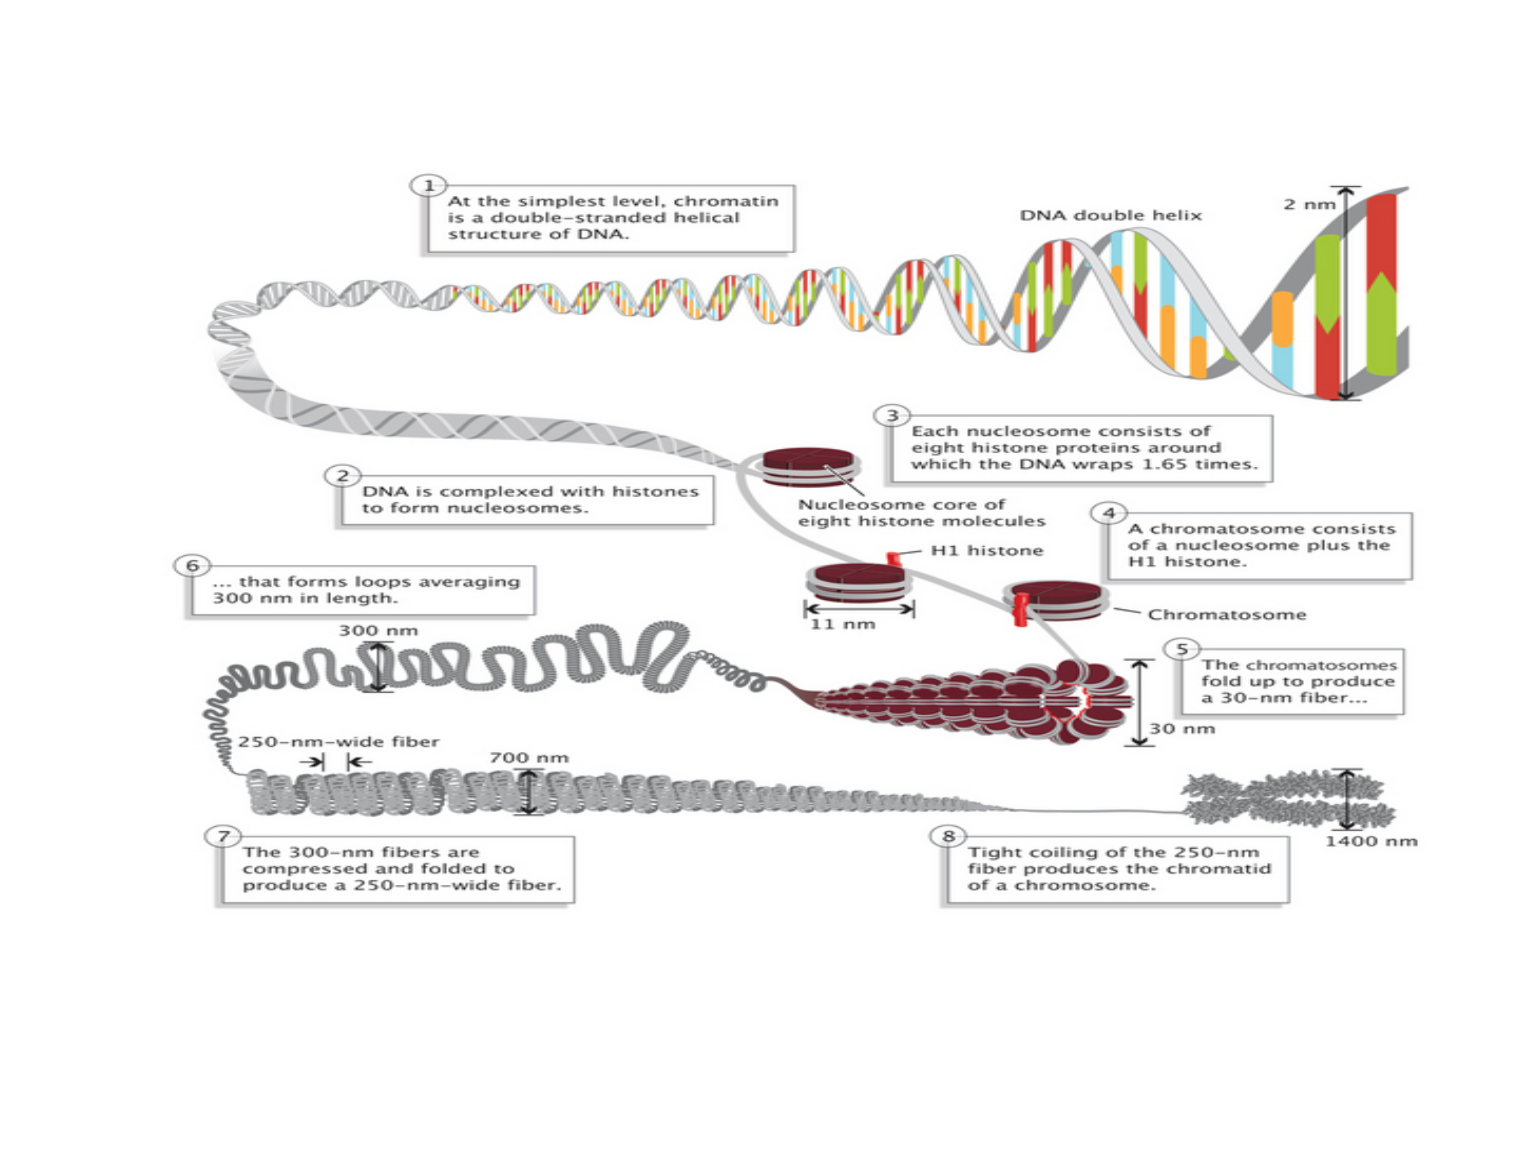 1
At the simplest level, chromatin
is a double-stranded helical
structure of DNA.
DNA double helix
2 nm
3
Each nucleosome consists of
eight histone proteins around
which the DNA wraps 1.65 times.
2
DNA is complexed with histones
to form nucleosomes.
Nucleosome core of
eight histone molecules
4
A chromatosome consists
of a nucleosome plus the
H1 histone.
H1 histone
6
... that forms loops averaging
300 nm in length.
Chromatosome
11 nm
300 nm
5
The chromatosomes
fold up to produce
a 30-nm fiber...
30 nm
250-nm-wide fiber
700 nm
1400 nm
7
The 300-nm fibers are
compressed and folded to
produce a 250-nm-wide fiber.
8
Tight coiling of the 250-nm
fiber produces the chromatid
of a chromosome.